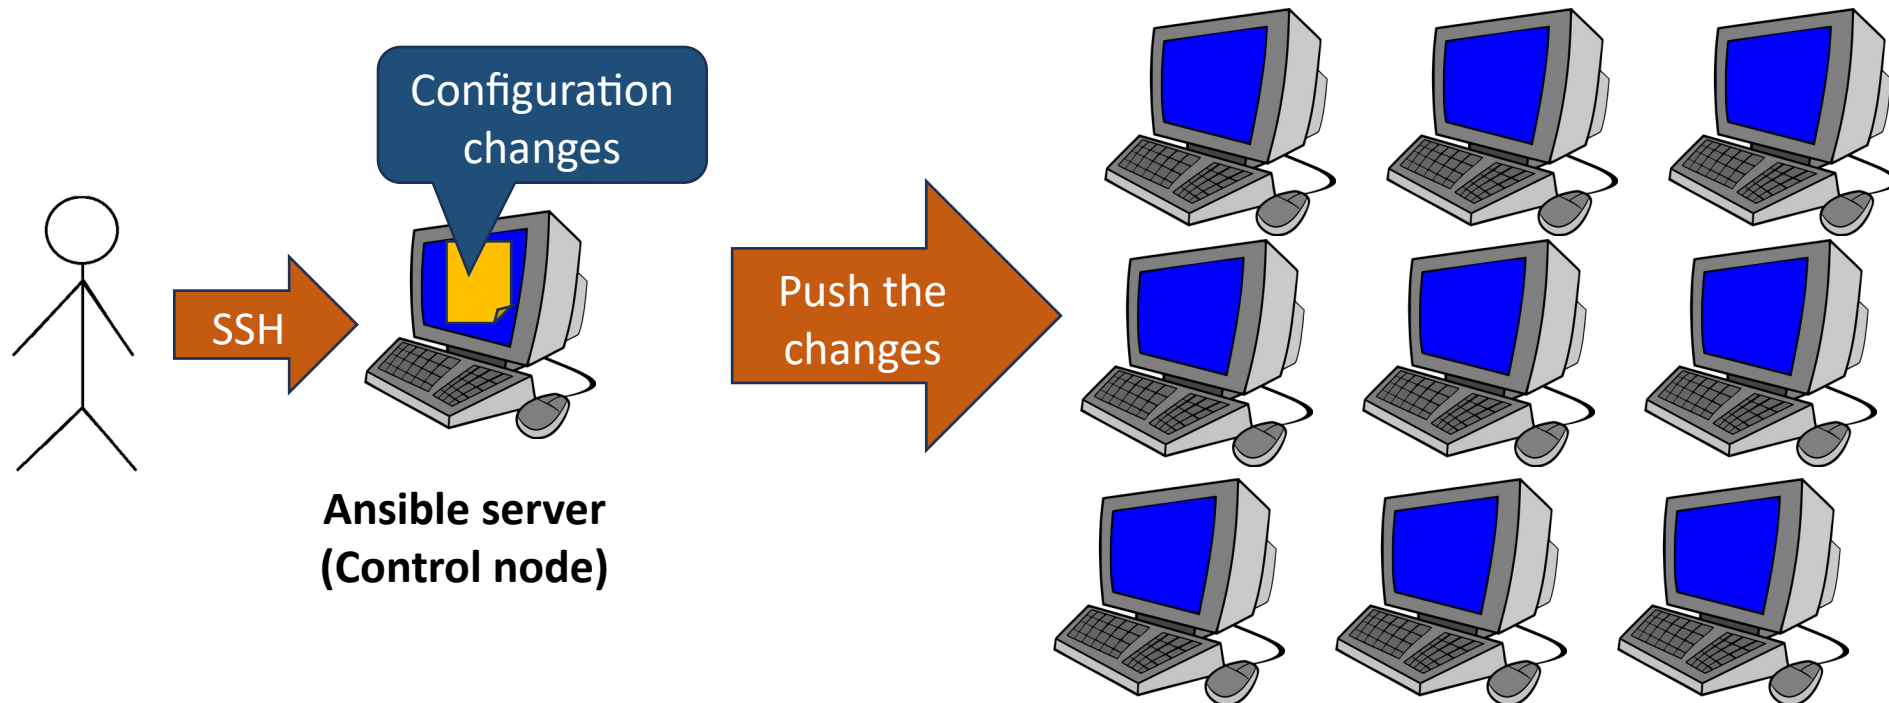 Configuration
changes
SSH
Push the
changes
Ansible server
(Control node)